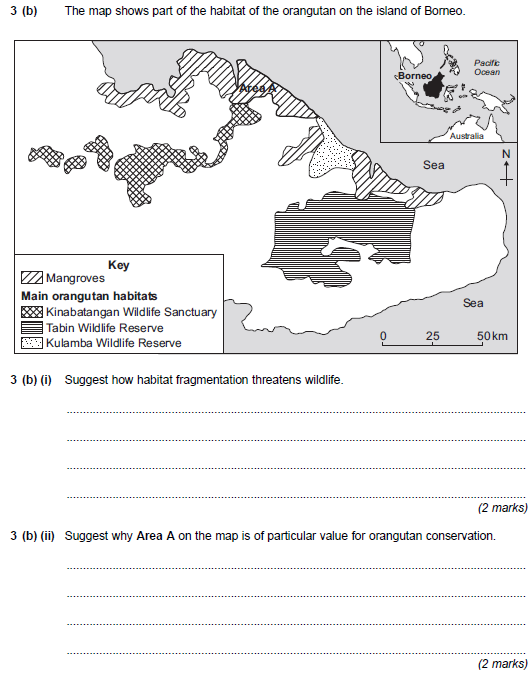 3 (b) The map shows part of the habitat of the orangutan on the island of Borneo.
Area A
Borneo
Pacific
Ocean
Australia
Sea
N
Key
Mangroves
Main orangutan habitats
Kinabatangan Wildlife Sanctuary
Tabin Wildlife Reserve
Kulamba Wildlife Reserve
Sea
0 25 50 km
3 (b) (i) Suggest how habitat fragmentation threatens wildlife.
(2 marks)
3 (b) (ii) Suggest why Area A on the map is of particular value for orangutan conservation.
(2 marks)